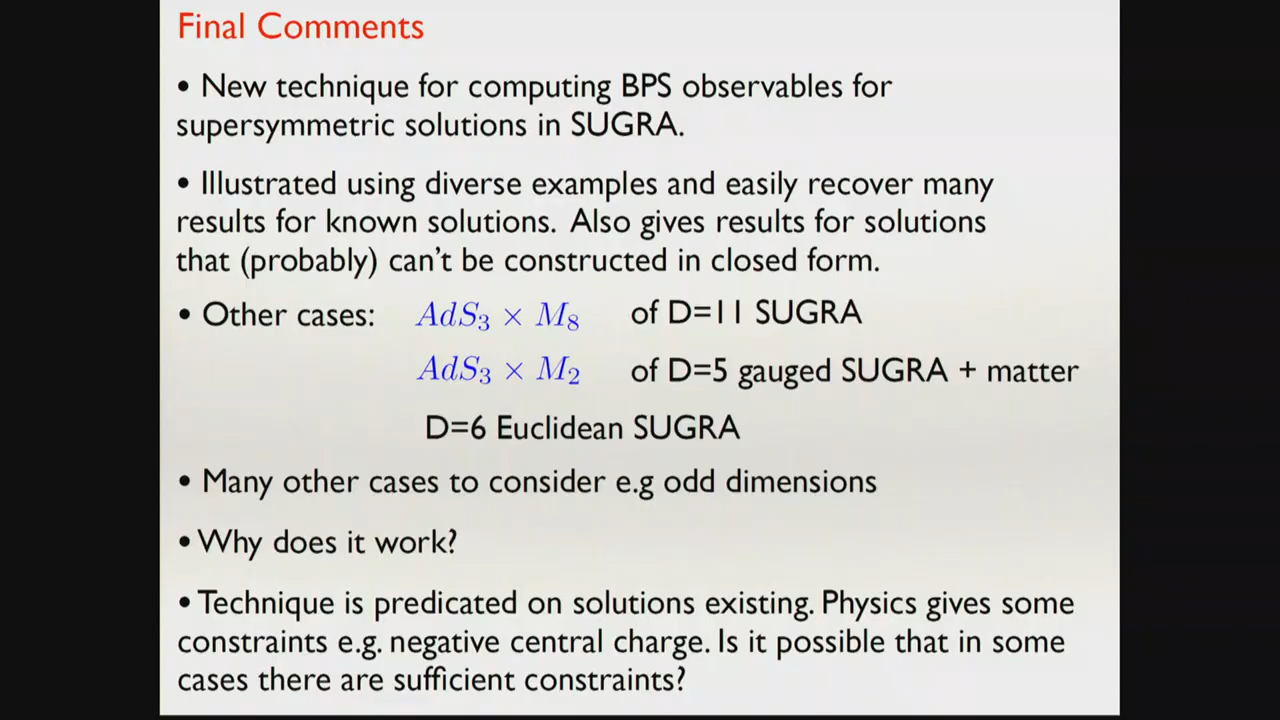 Final Comments
• New technique for computing BPS observables for
supersymmetric solutions in SUGRA.
• Illustrated using diverse examples and easily recover many
results for known solutions. Also gives results for solutions
that (probably) can't be constructed in closed form.
• Other cases: AdS₃ × M₈ of D=11 SUGRA
AdS₃ × M₂ of D=5 gauged SUGRA + matter
D=6 Euclidean SUGRA
• Many other cases to consider e.g odd dimensions
• Why does it work?
• Technique is predicated on solutions existing. Physics gives some
constraints e.g. negative central charge. Is it possible that in some
cases there are sufficient constraints?